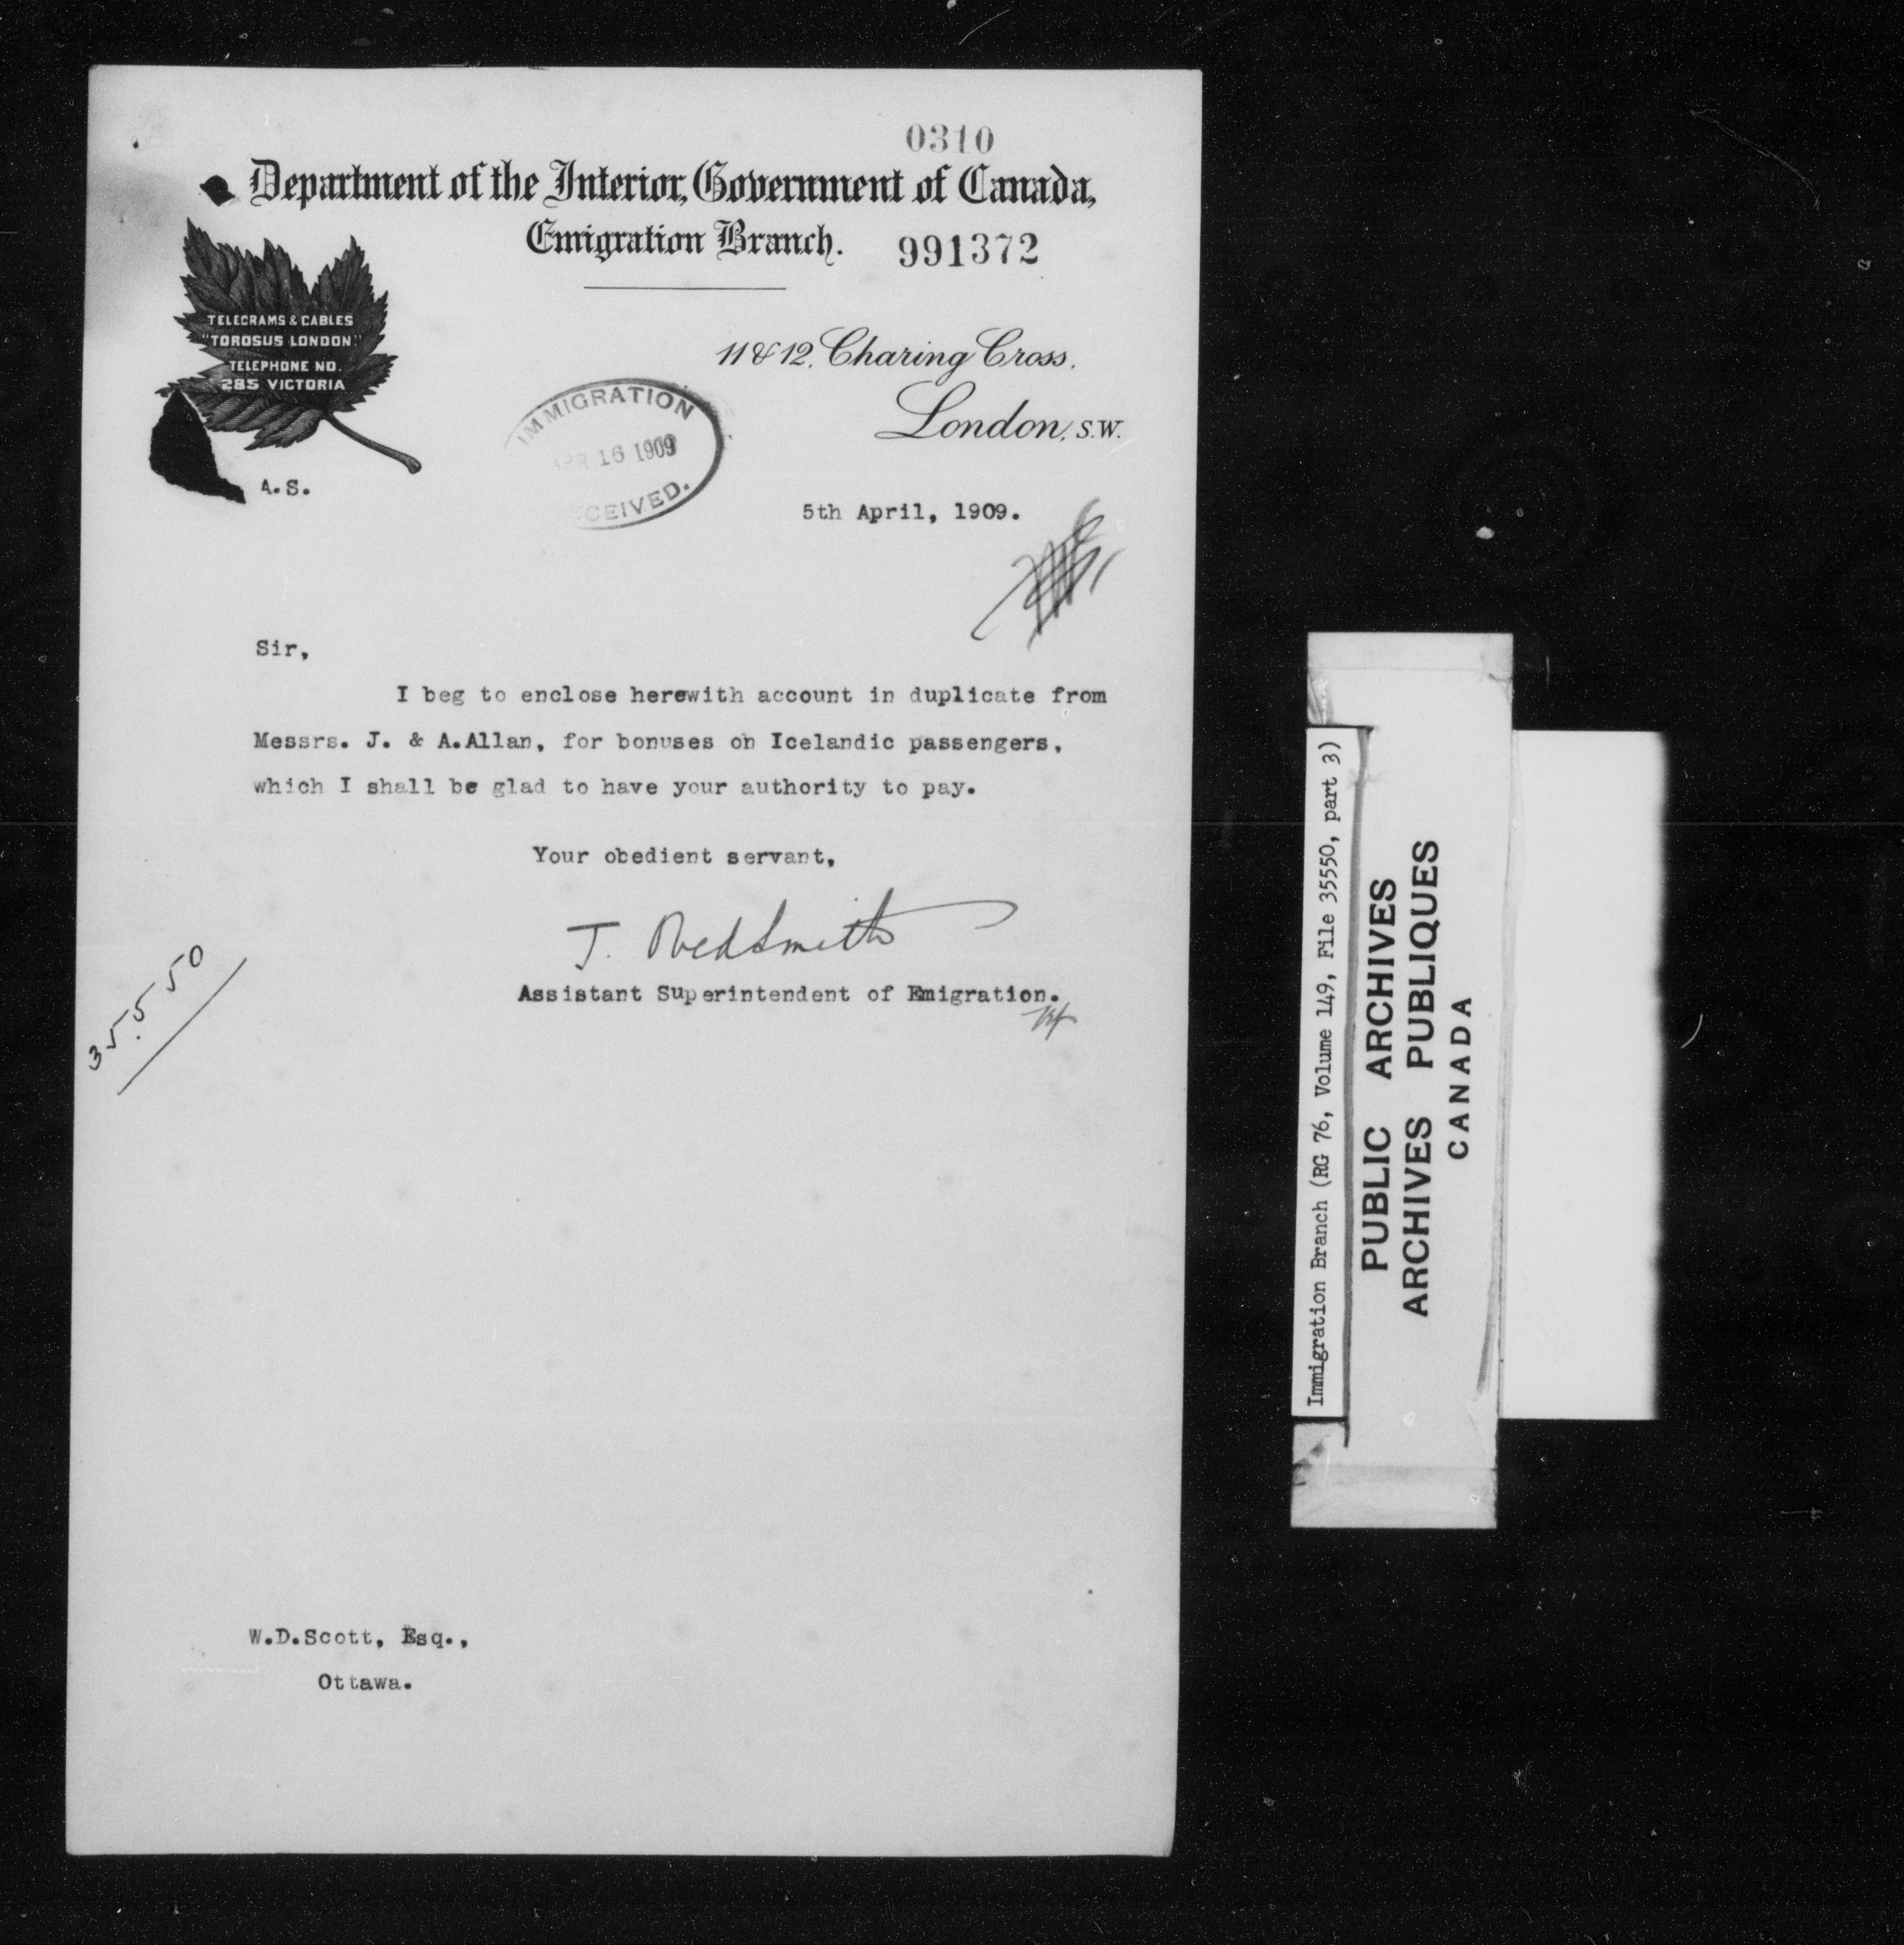 0310
Department of the Interior, Government of Canada,
Emigration Branch.
991372
TELEGRAMS & CABLES
"TOROSUS LONDON"
TELEPHONE NO.
285 VICTORIA
11 & 12, Charing Cross,
London, S.W.
IMMIGRATION
APR 16 1909
CEIVED.
A.S.
5th April, 1909.
Sir,
I beg to enclose herewith account in duplicate from
Messrs. J. & A.Allan, for bonuses on Icelandic passengers,
which I shall be glad to have your authority to pay.
Your obedient servant,
J. Obed Smith
Assistant Superintendent of Emigration.
35550
W.D.Scott, Esq.,
Ottawa.
Immigration Branch (RG 76, Volume 149, File 35550, part 3)
PUBLIC ARCHIVES
ARCHIVES PUBLIQUES
CANADA